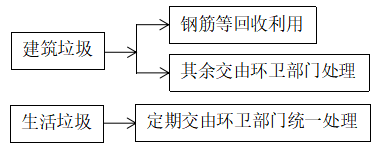 钢筋等回收利用
建筑垃圾
其余交由环卫部门处理
生活垃圾
定期交由环卫部门统一处理